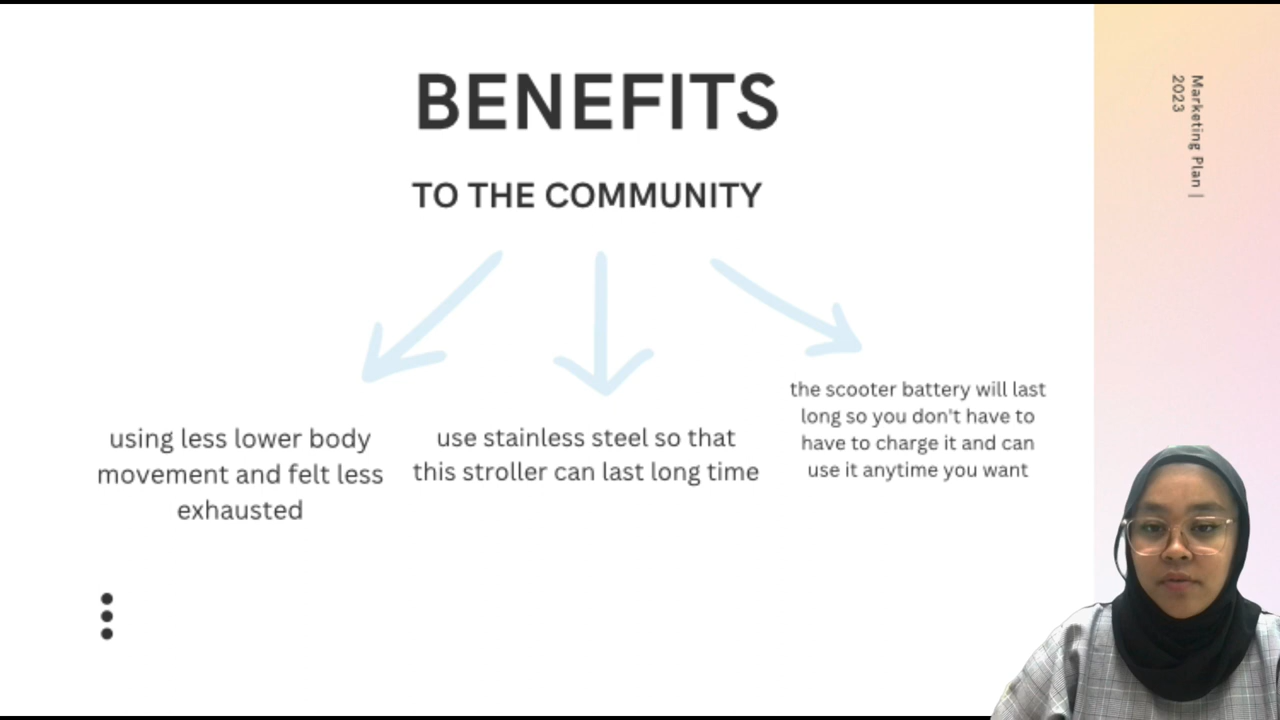 BENEFITS
TO THE COMMUNITY
using less lower body
movement and felt less
exhausted
use stainless steel so that
this stroller can last long time
the scooter battery will last
long so you don't have to
have to charge it and can
use it anytime you want
Marketing Plan |
2023